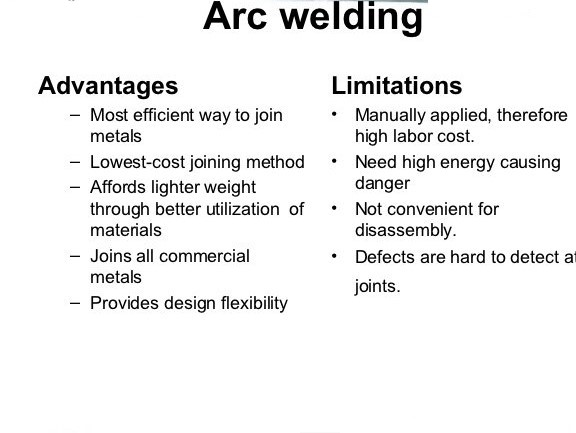 Arc welding
Advantages
– Most efficient way to join
metals
– Lowest-cost joining method
– Affords lighter weight
through better utilization of
materials
– Joins all commercial
metals
– Provides design flexibility
Limitations
• Manually applied, therefore
high labor cost.
• Need high energy causing
danger
• Not convenient for
disassembly.
• Defects are hard to detect at
joints.